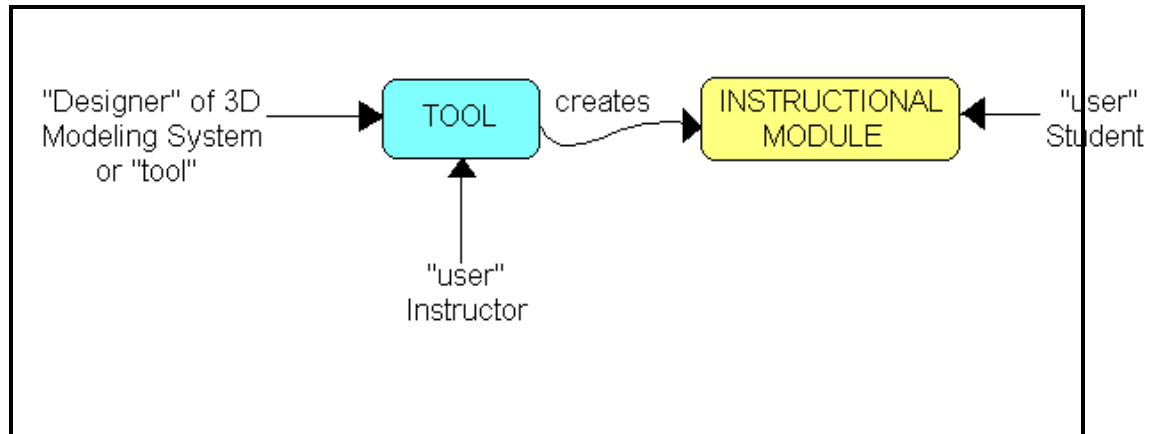 "Designer" of 3D
Modeling System
or "tool"
TOOL
creates
INSTRUCTIONAL
MODULE
"user"
Student
"user"
Instructor